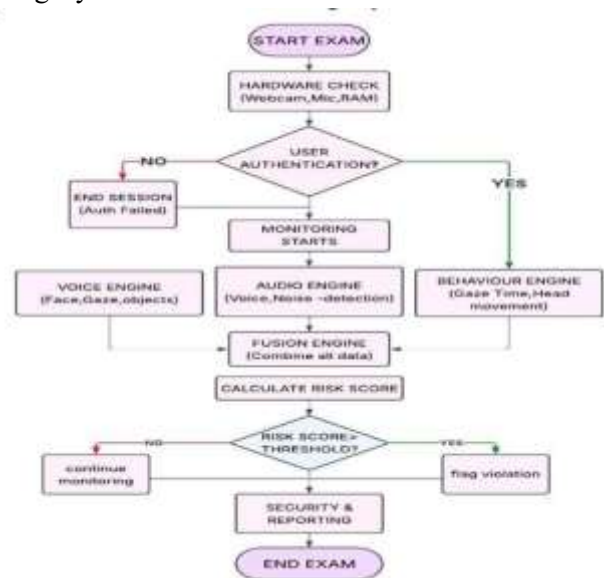 START EXAM
HARDWARE CHECK
(Webcam,Mic,RAM)
USER
AUTHENTICATION?
NO
YES
END SESSION
(Auth Failed)
MONITORING
STARTS
VOICE ENGINE
(Face,Gaze,objects)
AUDIO ENGINE
(Voice,Noise -detection)
BEHAVIOUR ENGINE
(Gaze Time,Head
movement)
FUSION ENGINE
(Combine all data)
CALCULATE RISK SCORE
RISK SCORE>
THRESHOLD?
NO
YES
continue
monitoring
flag violation
SECURITY &
REPORTING
END EXAM